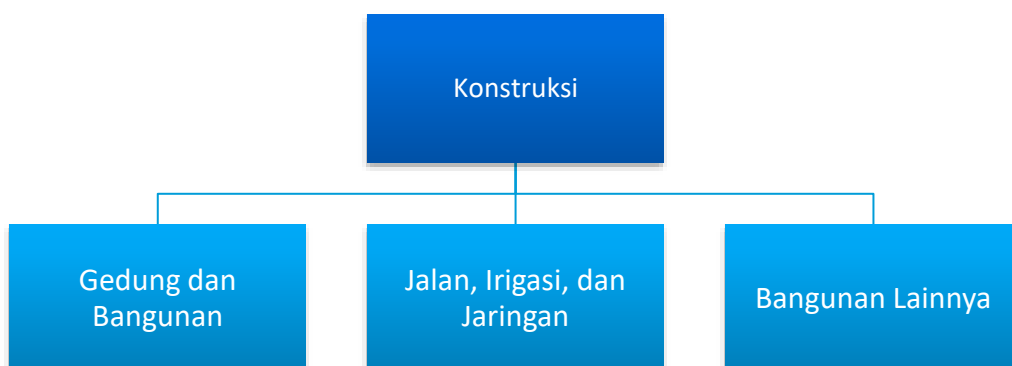 Konstruksi
Gedung dan
Bangunan
Jalan, Irigasi, dan
Jaringan
Bangunan Lainnya